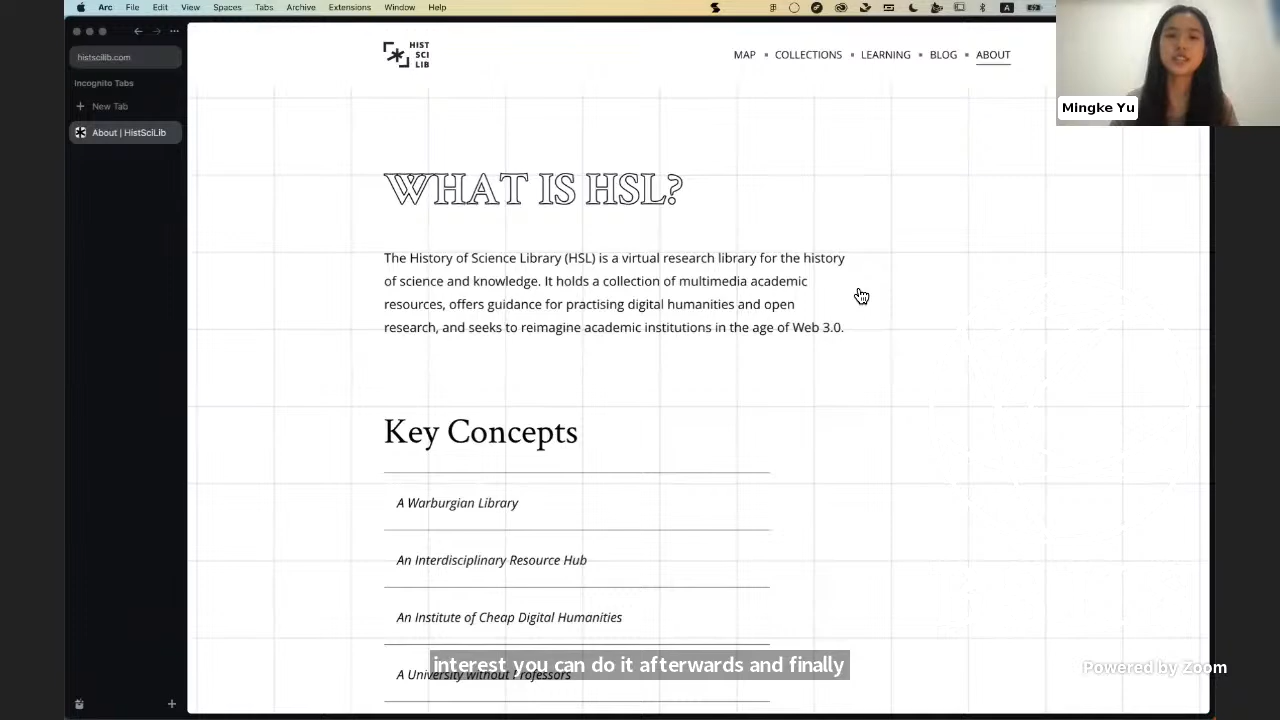 Arc File Edit View Spaces Tabs Archive Extensions Window Help
histscilib.com
Incognito Tabs
New Tab
About | HistSciLib
HIST
SCI
LIB
MAP COLLECTIONS LEARNING BLOG ABOUT
Mingke Yu
WHAT IS HSL?
The History of Science Library (HSL) is a virtual research library for the history
of science and knowledge. It holds a collection of multimedia academic
resources, offers guidance for practising digital humanities and open
research, and seeks to reimagine academic institutions in the age of Web 3.0.
Key Concepts
A Warburgian Library
An Interdisciplinary Resource Hub
An Institute of Cheap Digital Humanities
A University without Professors
interest you can do it afterwards and finally
Powered by Zoom